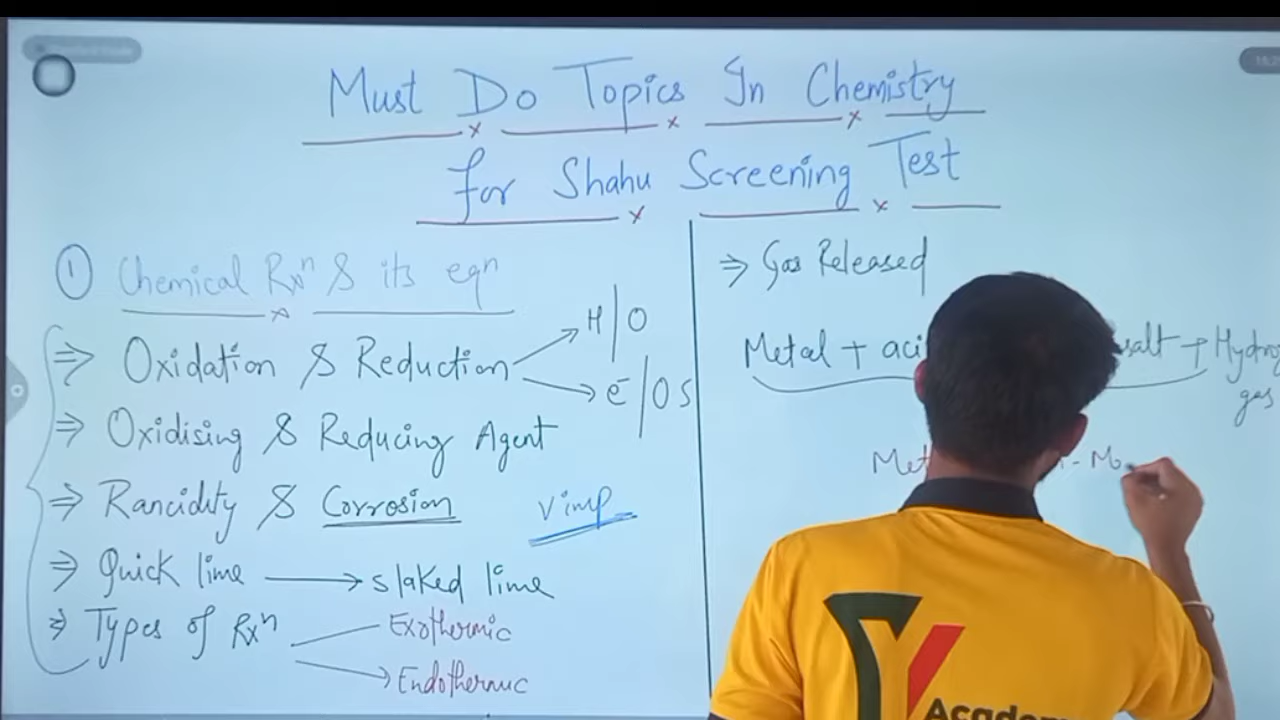 Must Do Topics In Chemistry
for Shahu Screening Test
① Chemical Rxⁿ & its eqn
⇒ Oxidation & Reduction → H/O
→ e⁻/OS
⇒ Oxidising & Reducing Agent
⇒ Rancidity & Corrosion Vimp
⇒ Quick lime → slaked lime
⇒ Types of Rxⁿ Exothermic
→ Endothermic
⇒ Gas Released
Metal + salt + Hydro
gas
Y
Academ